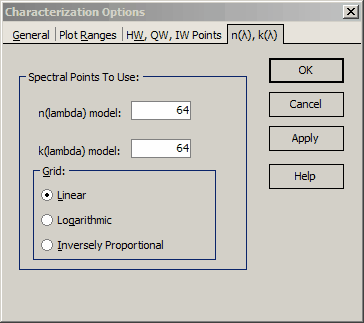 Characterization Options
General
Plot Ranges
HW, QW, IW Points
n(λ), k(λ)
Spectral Points To Use:
n(lambda) model:
64
k(lambda) model:
64
Grid:
Linear
Logarithmic
Inversely Proportional
OK
Cancel
Apply
Help